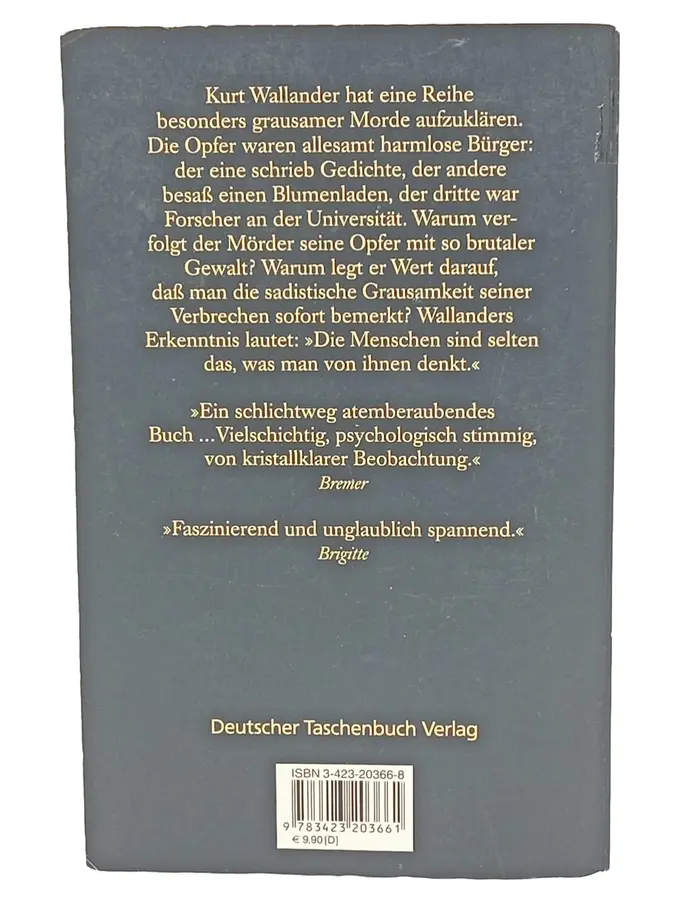 Kurt Wallander hat eine Reihe
besonders grausamer Morde aufzuklären.
Die Opfer waren allesamt harmlose Bürger:
der eine schrieb Gedichte, der andere
besaß einen Blumenladen, der dritte war
Forscher an der Universität. Warum ver-
folgt der Mörder seine Opfer mit so brutaler
Gewalt? Warum legt er Wert darauf,
daß man die sadistische Grausamkeit seiner
Verbrechen sofort bemerkt? Wallanders
Erkenntnis lautet: »Die Menschen sind selten
das, was man von ihnen denkt.«
»Ein schlichtweg atemberaubendes
Buch ... Vielschichtig, psychologisch stimmig,
von kristallklarer Beobachtung.«
Bremer
»Faszinierend und unglaublich spannend.«
Brigitte
Deutscher Taschenbuch Verlag
ISBN 3-423-20366-8
9 783423 203661
€ 9,90 [D]